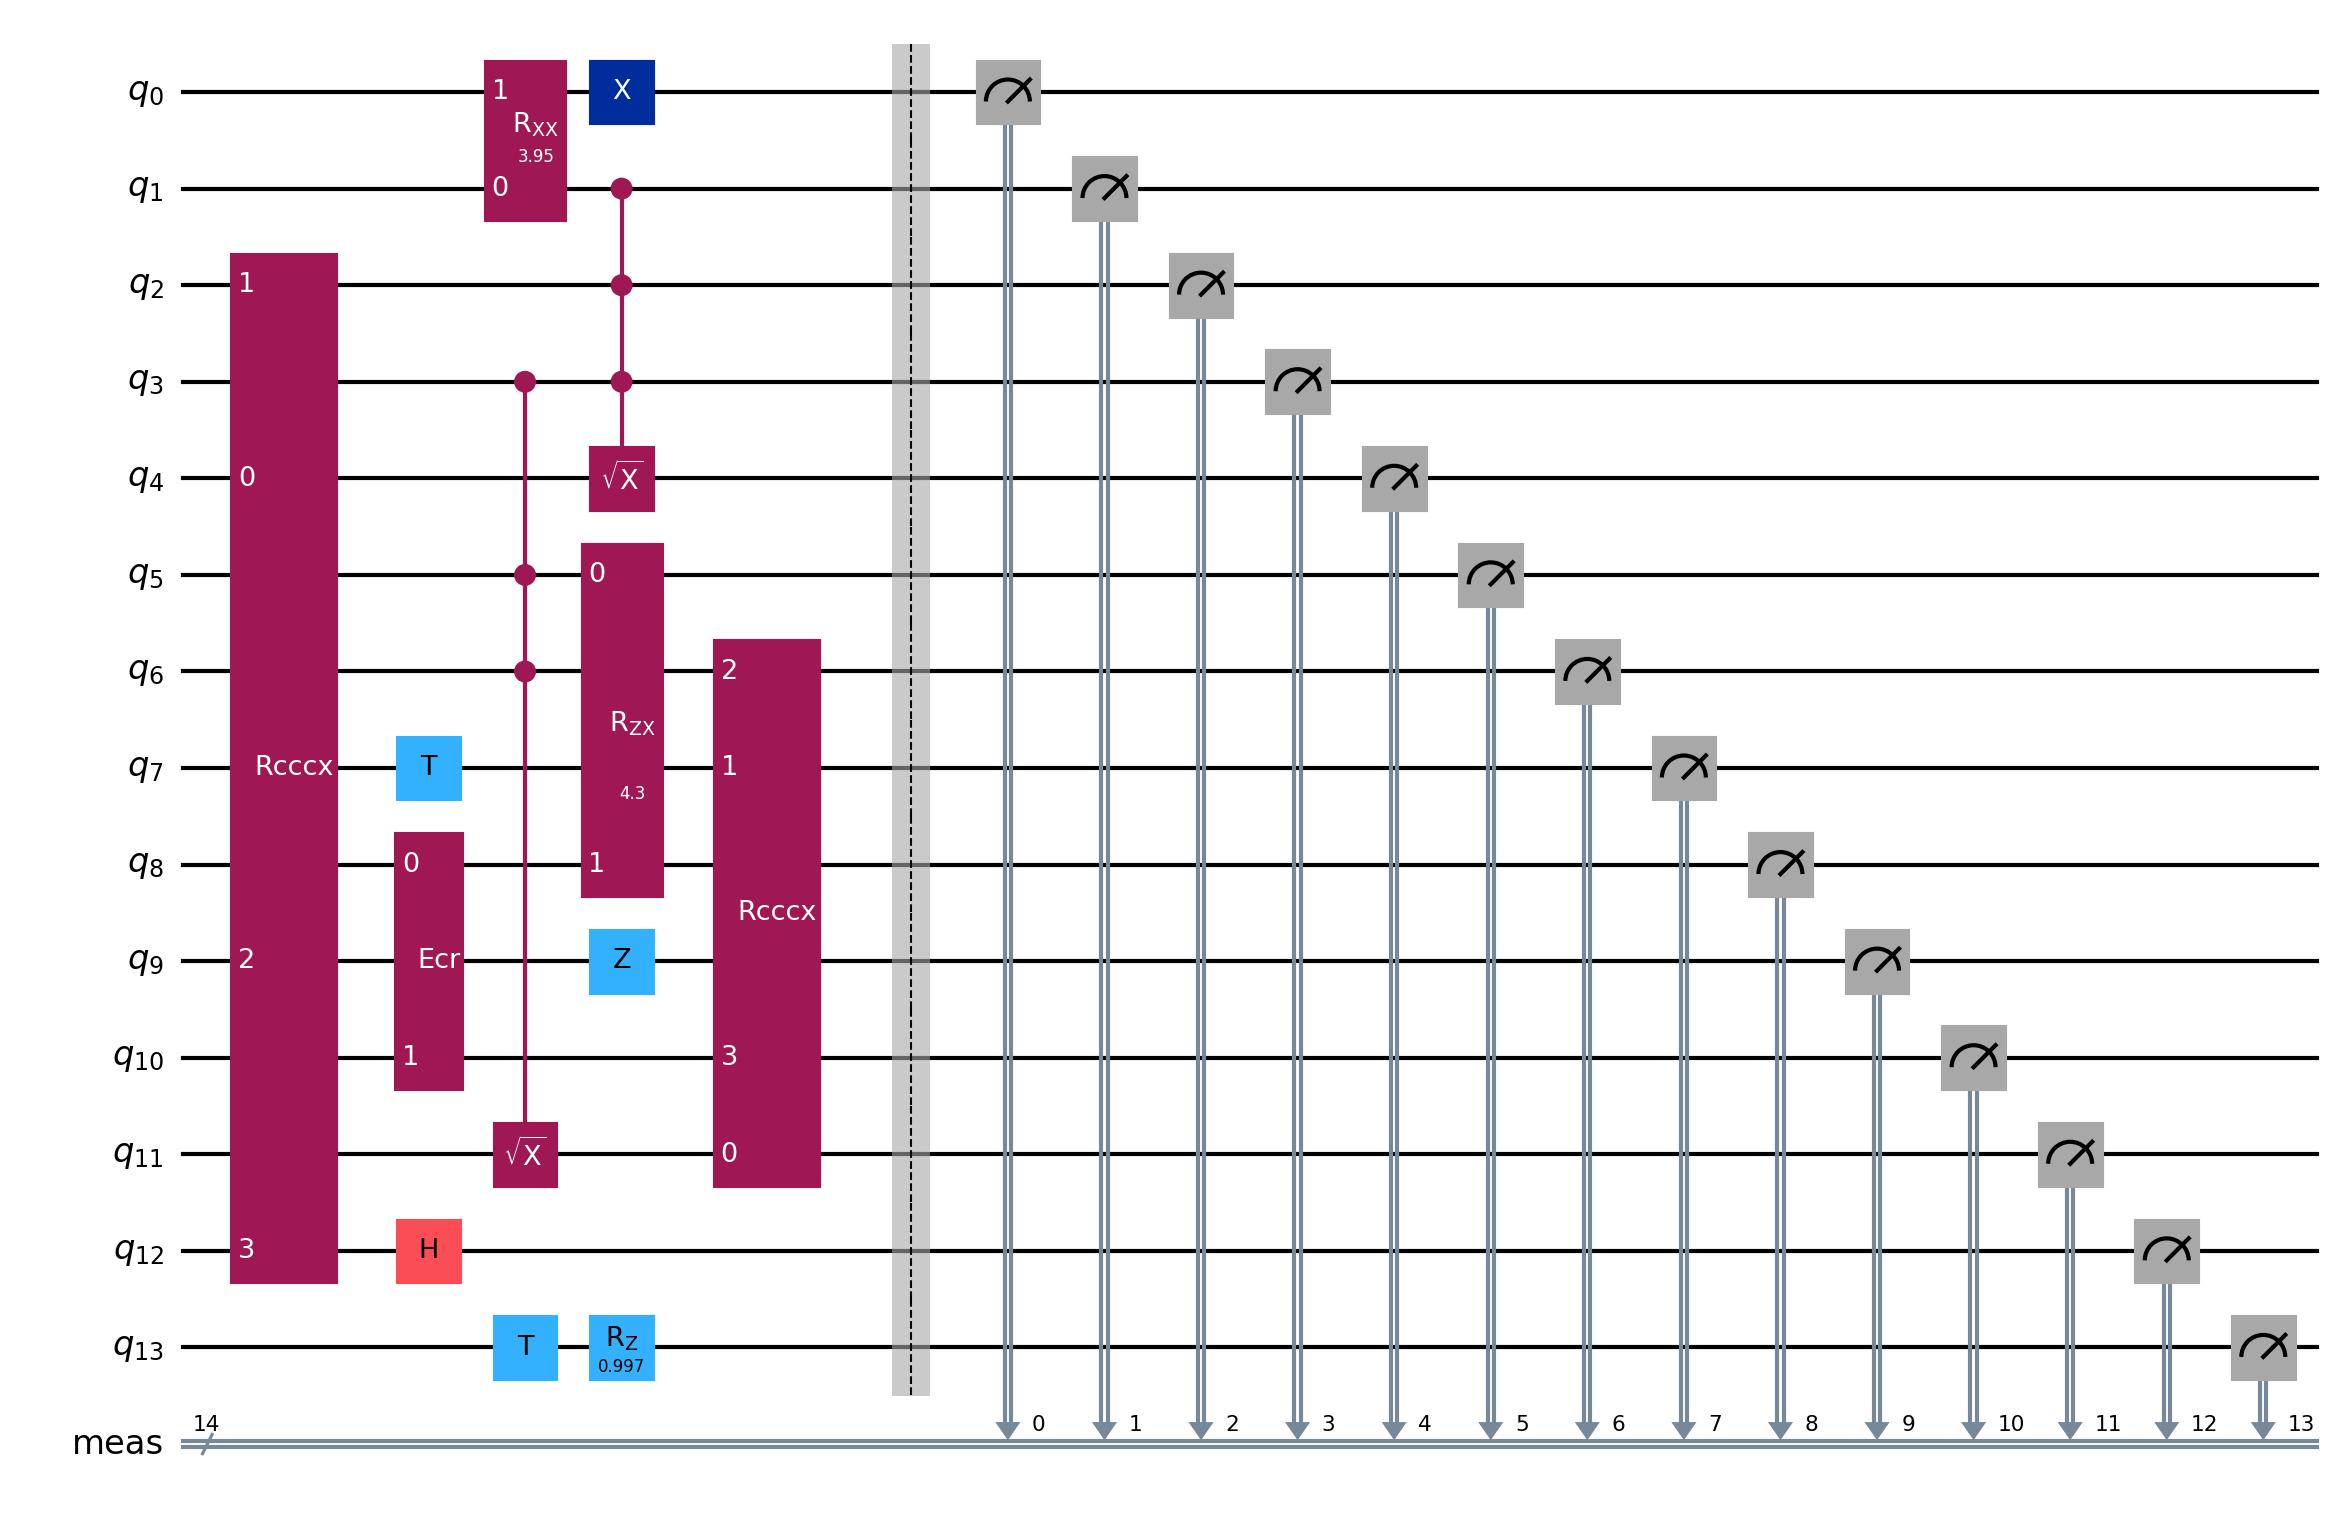 q0 1 X
RXX
3.95
q1 0
q2 1
q3
q4 0 √X
q5 0
q6 2
RZX
q7 Rcccx T 1
4.3
q8 0 1
Rcccx
q9 2 Ecr Z
q10 1 3
q11 √X 0
q12 3 H
q13 T RZ
0.997
14 0 1 2 3 4 5 6 7 8 9 10 11 12 13
meas